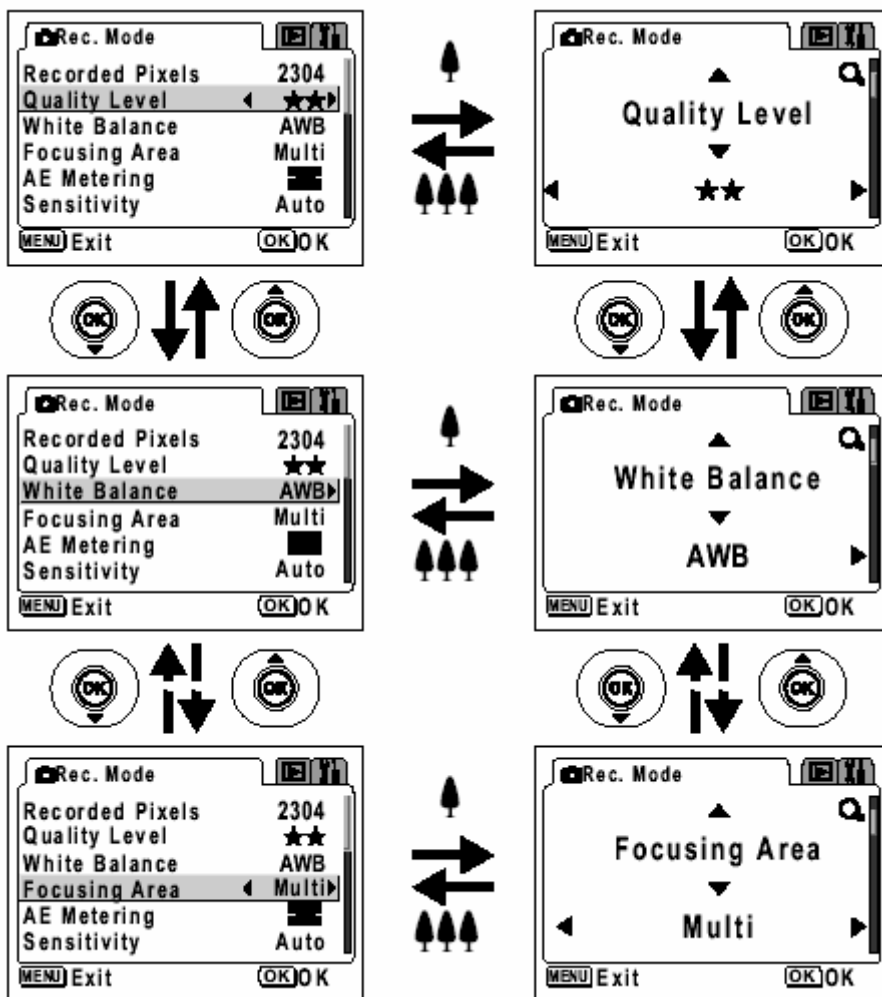 Rec. Mode
Recorded Pixels 2304
Quality Level ★★
White Balance AWB
Focusing Area Multi
AE Metering
Sensitivity Auto
MENU Exit OK OK
Rec. Mode
Quality Level
★★
MENU Exit OK OK
OK OK
OK OK
Rec. Mode
Recorded Pixels 2304
Quality Level ★★
White Balance AWB
Focusing Area Multi
AE Metering
Sensitivity Auto
MENU Exit OK OK
Rec. Mode
White Balance
AWB
MENU Exit OK OK
OK OK
OK OK
Rec. Mode
Recorded Pixels 2304
Quality Level ★★
White Balance AWB
Focusing Area Multi
AE Metering
Sensitivity Auto
MENU Exit OK OK
Rec. Mode
Focusing Area
Multi
MENU Exit OK OK